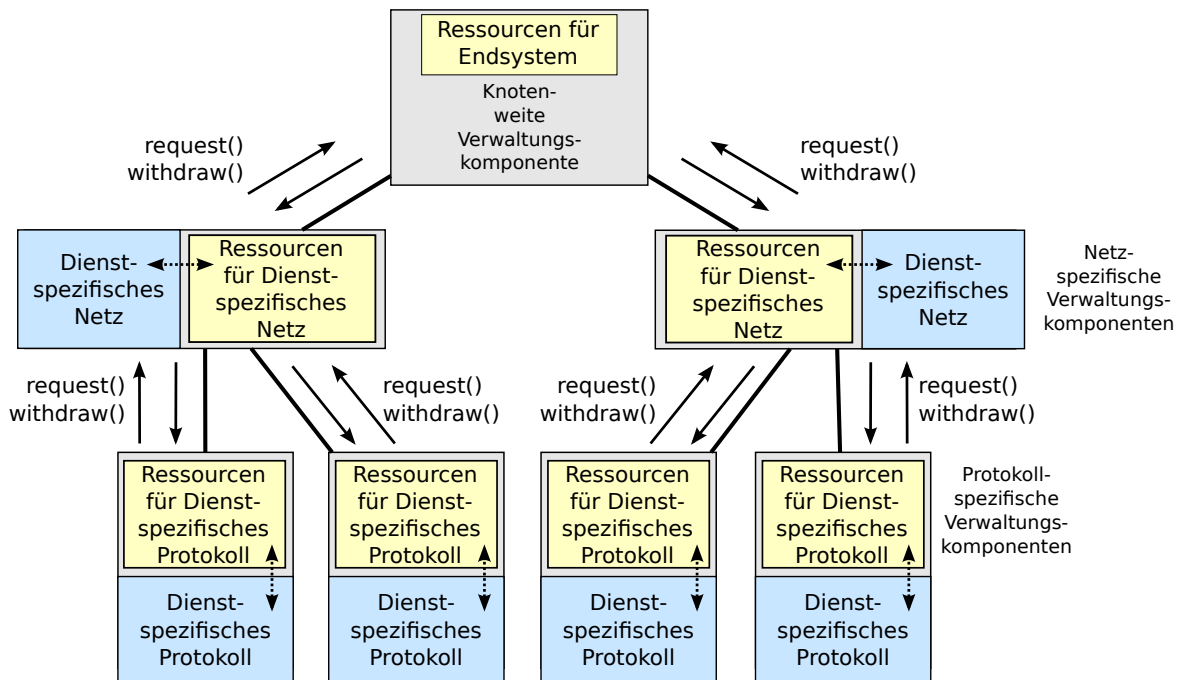 Ressourcen für
Endsystem
Knoten-
weite
Verwaltungs-
komponente
request()
withdraw()
request()
withdraw()
Dienst-
spezifisches
Netz
Ressourcen
für Dienst-
spezifisches
Netz
Ressourcen
für Dienst-
spezifisches
Netz
Dienst-
spezifisches
Netz
Netz-
spezifische
Verwaltungs-
komponenten
request()
withdraw()
request()
withdraw()
request()
withdraw()
request()
withdraw()
Ressourcen
für Dienst-
spezifisches
Protokoll
Ressourcen
für Dienst-
spezifisches
Protokoll
Ressourcen
für Dienst-
spezifisches
Protokoll
Ressourcen
für Dienst-
spezifisches
Protokoll
Protokoll-
spezifische
Verwaltungs-
komponenten
Dienst-
spezifisches
Protokoll
Dienst-
spezifisches
Protokoll
Dienst-
spezifisches
Protokoll
Dienst-
spezifisches
Protokoll